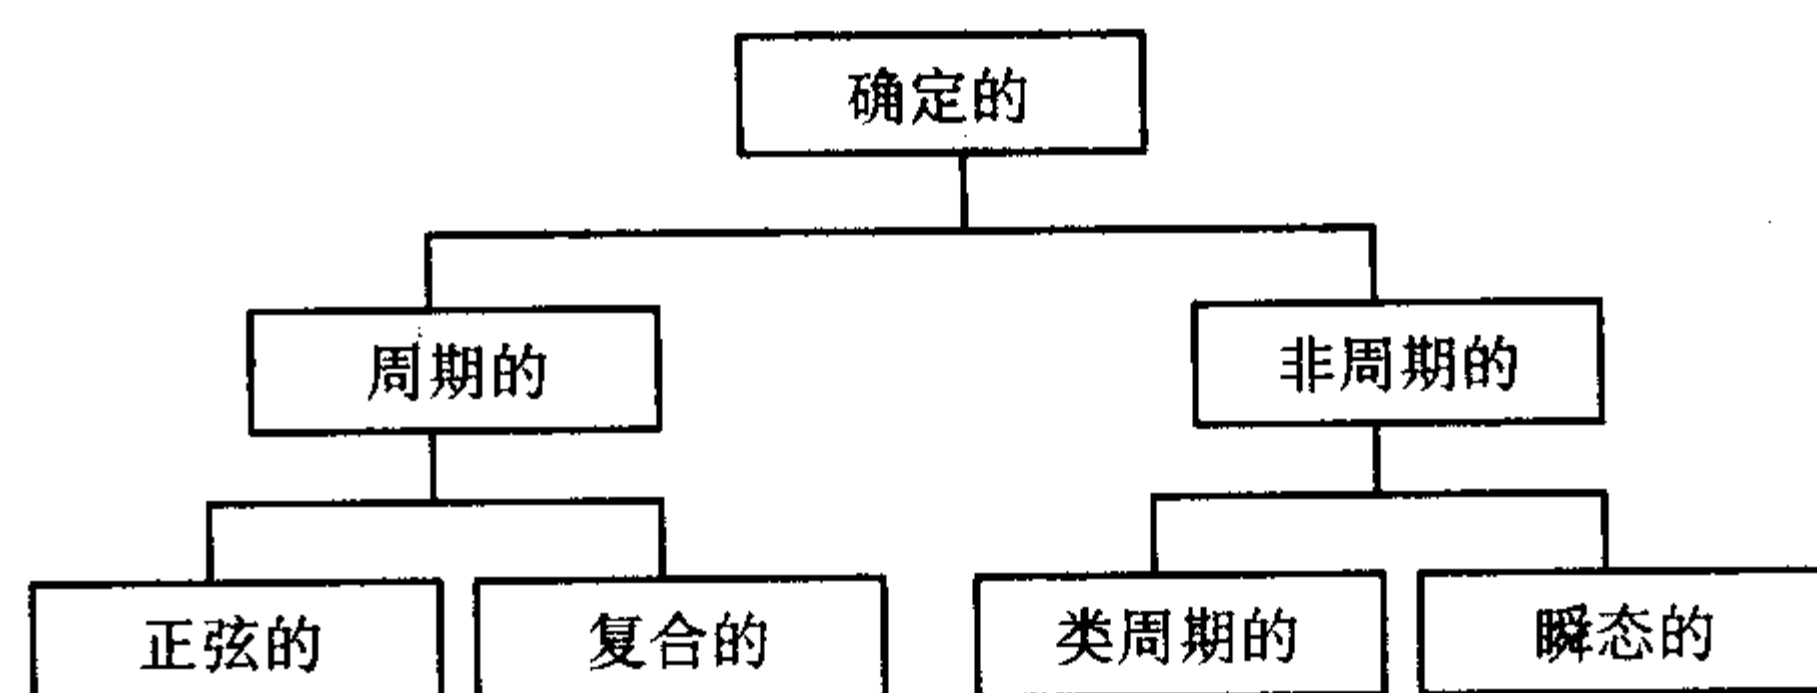 确定的
周期的
非周期的
正弦的
复合的
类周期的
瞬态的